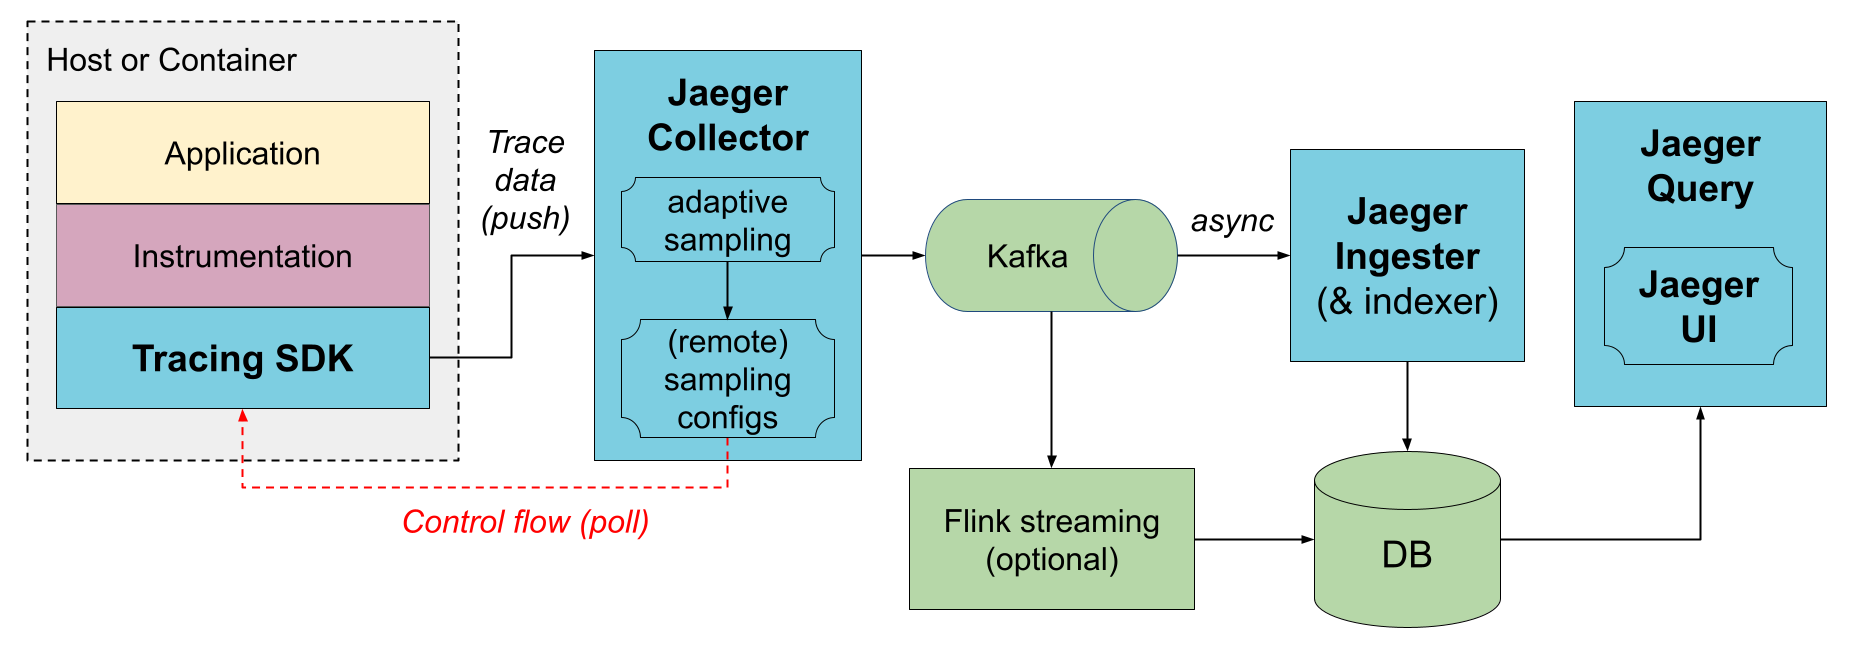 Host or Container
Application
Instrumentation
Tracing SDK
Trace
data
(push)
Control flow (poll)
Jaeger
Collector
adaptive
sampling
(remote)
sampling
configs
Kafka
async
Flink streaming
(optional)
Jaeger
Ingester
(& indexer)
DB
Jaeger
Query
Jaeger
UI